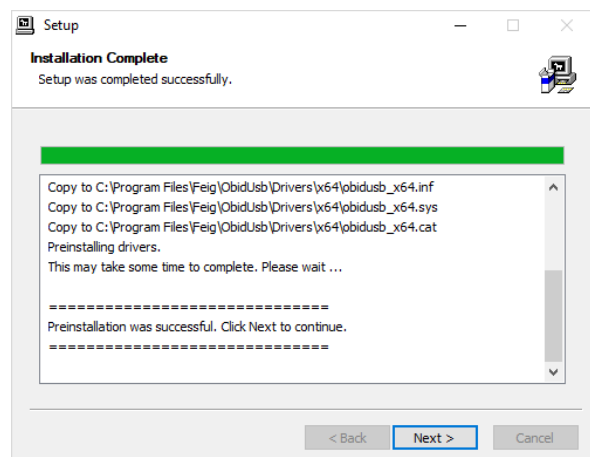 Setup
Installation Complete
Setup was completed successfully.
Copy to C:\Program Files\Feig\ObidUsb\Drivers\x64\obidusb_x64.inf
Copy to C:\Program Files\Feig\ObidUsb\Drivers\x64\obidusb_x64.sys
Copy to C:\Program Files\Feig\ObidUsb\Drivers\x64\obidusb_x64.cat
Preinstalling drivers.
This may take some time to complete. Please wait ...
==============================
Preinstallation was successful. Click Next to continue.
==============================
< Back Next > Cancel